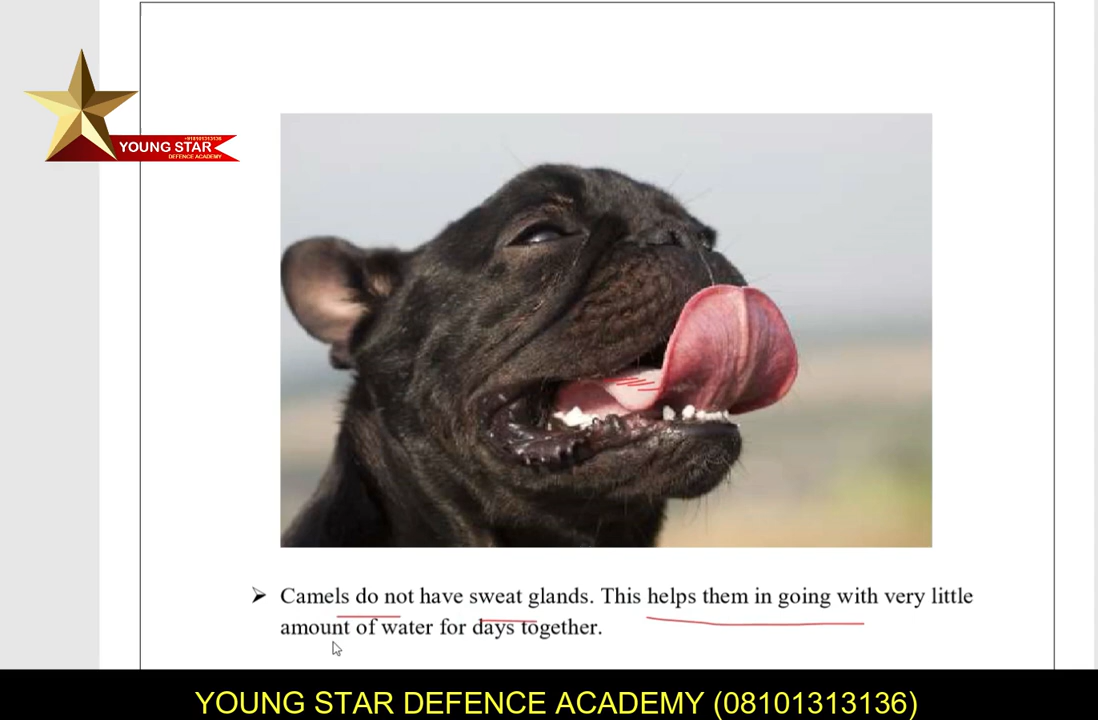 +918101313136
YOUNG STAR
DEFENCE ACADEMY
➢ Camels do not have sweat glands. This helps them in going with very little
amount of water for days together.
YOUNG STAR DEFENCE ACADEMY (08101313136)